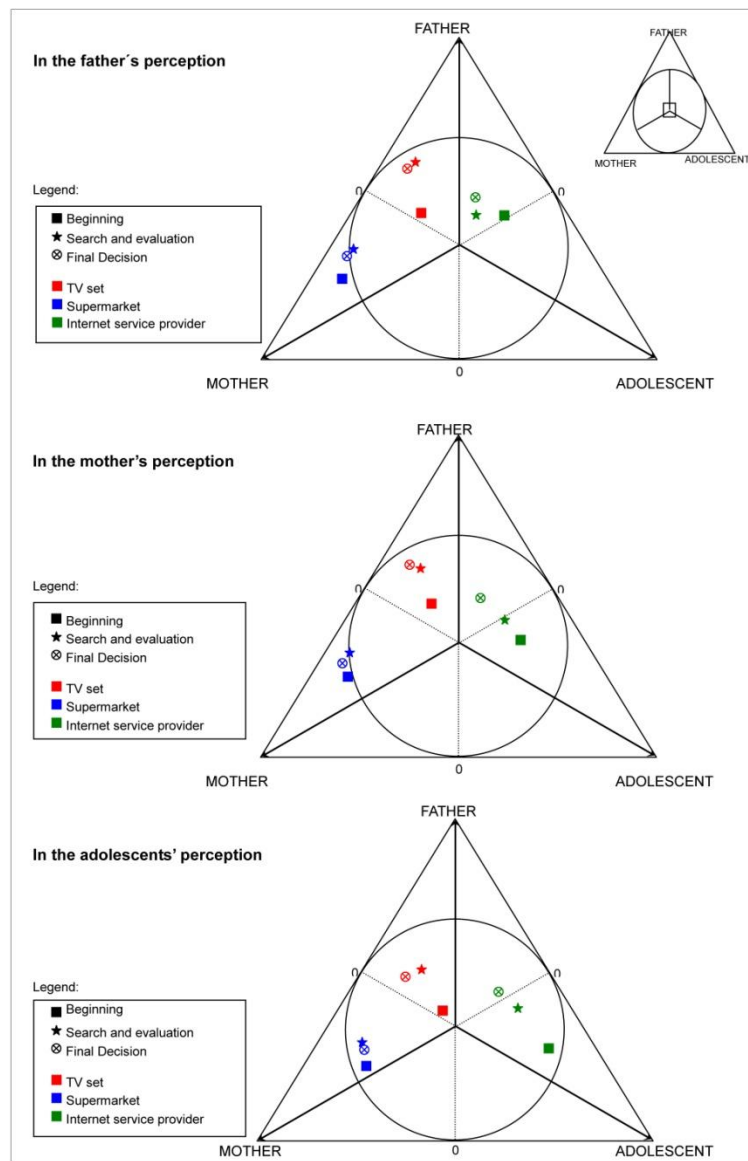 FATHER
In the father´s perception
FATHER
MOTHER
ADOLESCENT
Legend:
0
0
Beginning
Search and evaluation
Final Decision
TV set
Supermarket
Internet service provider
MOTHER
0
ADOLESCENT
FATHER
In the mother’s perception
Legend:
0
0
Beginning
Search and evaluation
Final Decision
TV set
Supermarket
Internet service provider
MOTHER
0
ADOLESCENT
FATHER
In the adolescents’ perception
0
0
Legend:
Beginning
Search and evaluation
Final Decision
TV set
Supermarket
Internet service provider
MOTHER
0
ADOLESCENT